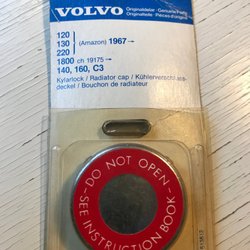 VOLVO
Originaldelar · Genuine Parts
Originalteile · Pièces d'origine
120
130 (Amazon) 1967→
220
1800 ch 19175 →
140, 160, C3
Kylarlock / Radiator cap / Kühlerverschluss-
deckel / Bouchon de radiateur
DO NOT OPEN -
SEE INSTRUCTION BOOK -